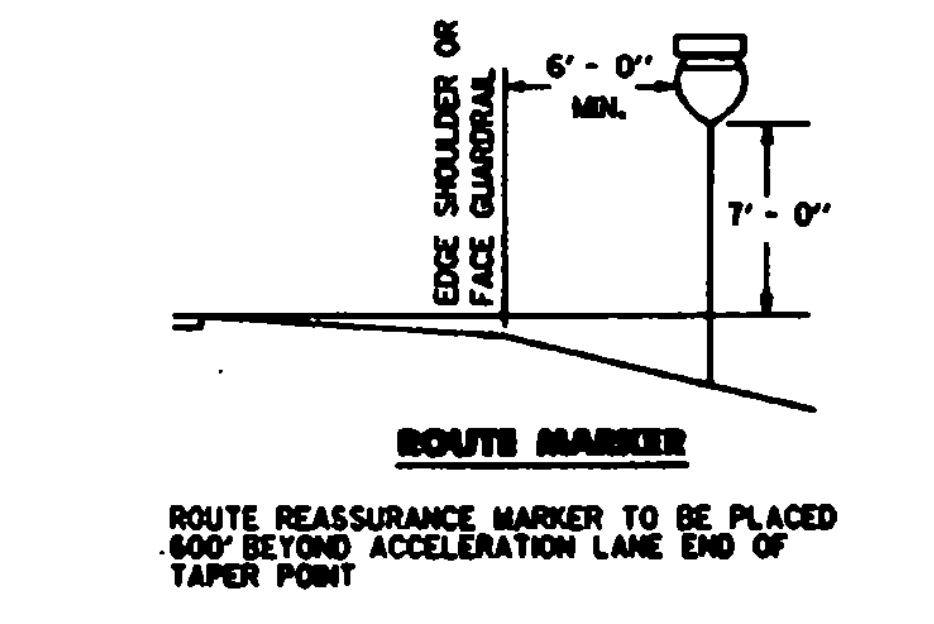 EDGE SHOULDER OR
FACE GUARDRAIL
6' - 0"
MIN.
7' - 0"
ROUTE MARKER
ROUTE REASSURANCE MARKER TO BE PLACED
600' BEYOND ACCELERATION LANE END OF
TAPER POINT